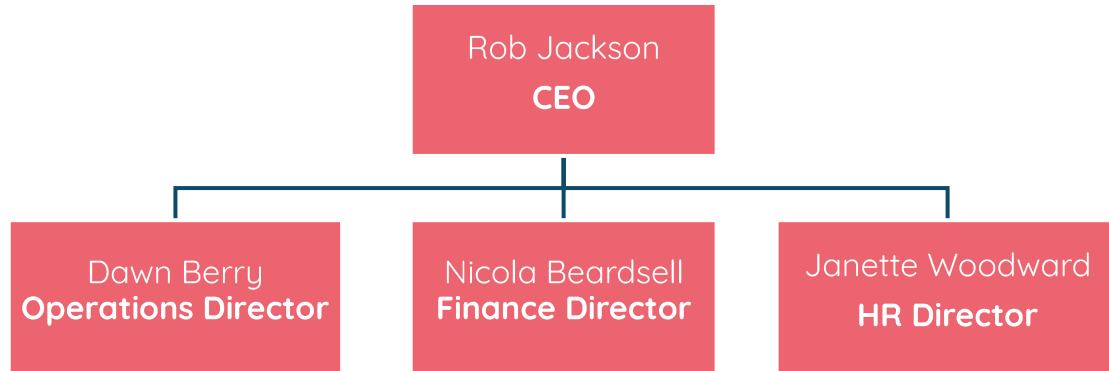 Rob Jackson
CEO
Dawn Berry
Operations Director
Nicola Beardsell
Finance Director
Janette Woodward
HR Director